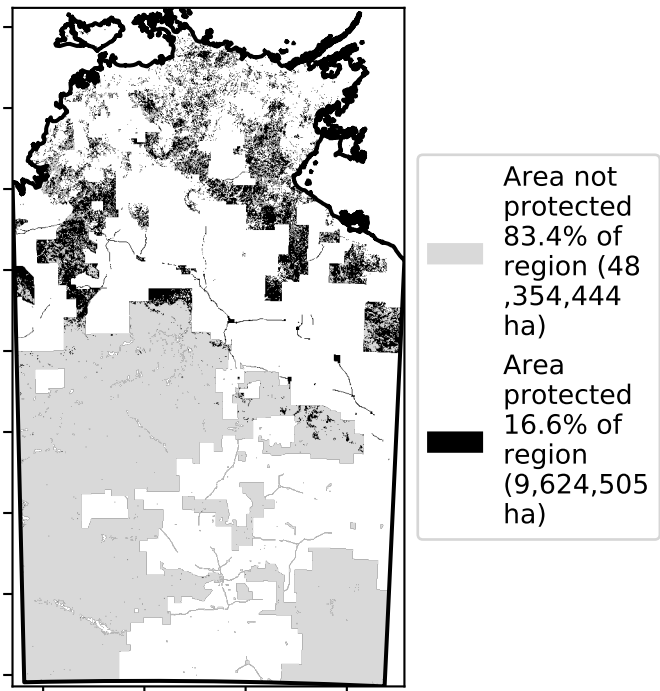 Area not
protected
83.4% of
region (48
,354,444
ha)
Area
protected
16.6% of
region
(9,624,505
ha)